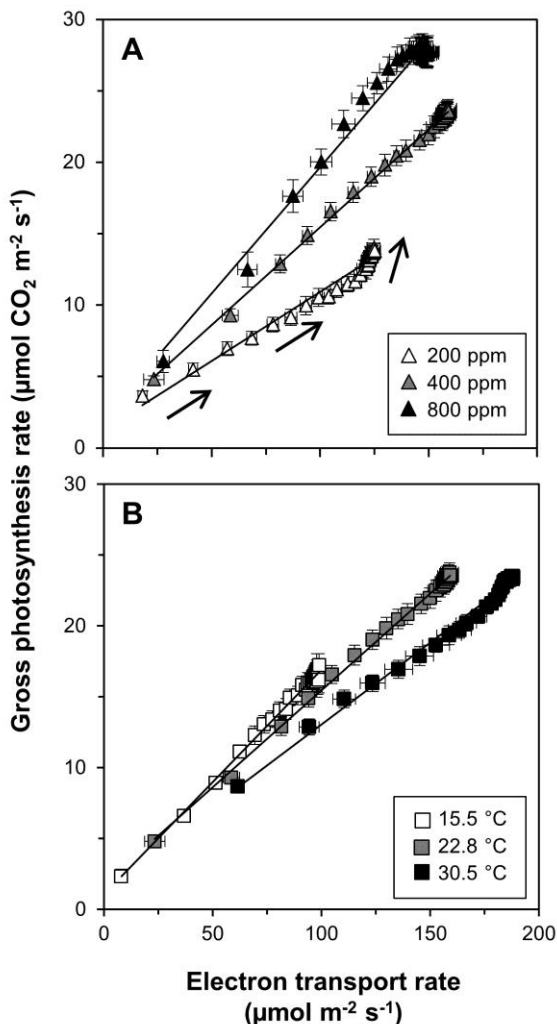 A
30
20
10
0
200 ppm
400 ppm
800 ppm
Gross photosynthesis rate (µmol CO₂ m⁻² s⁻¹)
B
30
20
10
0
15.5 °C
22.8 °C
30.5 °C
0 50 100 150 200
Electron transport rate
(µmol m⁻² s⁻¹)